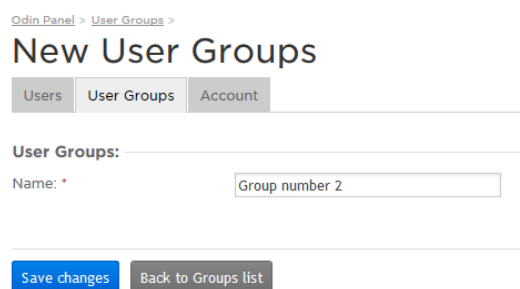 Odin Panel > User Groups >
New User Groups
Users User Groups Account
User Groups:
Name: * Group number 2
Save changes Back to Groups list